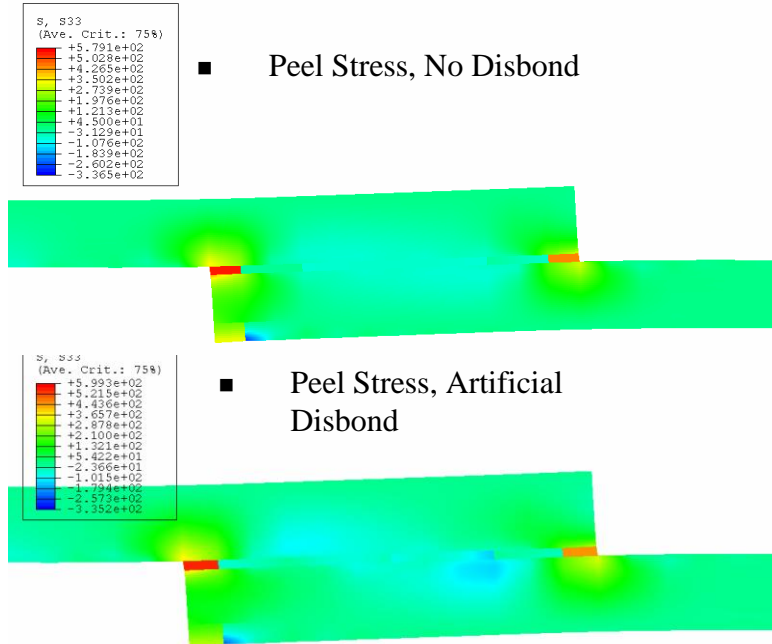 S, S33
(Ave. Crit.: 75%)
+5.791e+02
+5.028e+02
+4.265e+02
+3.502e+02
+2.739e+02
+1.976e+02
+1.213e+02
+4.500e+01
-3.129e+01
-1.076e+02
-1.839e+02
-2.602e+02
-3.365e+02
▪ Peel Stress, No Disbond
S, S33
(Ave. Crit.: 75%)
+5.993e+02
+5.215e+02
+4.436e+02
+3.657e+02
+2.878e+02
+2.100e+02
+1.321e+02
+5.422e+01
-2.366e+01
-1.015e+02
-1.794e+02
-2.573e+02
-3.352e+02
▪ Peel Stress, Artificial
Disbond